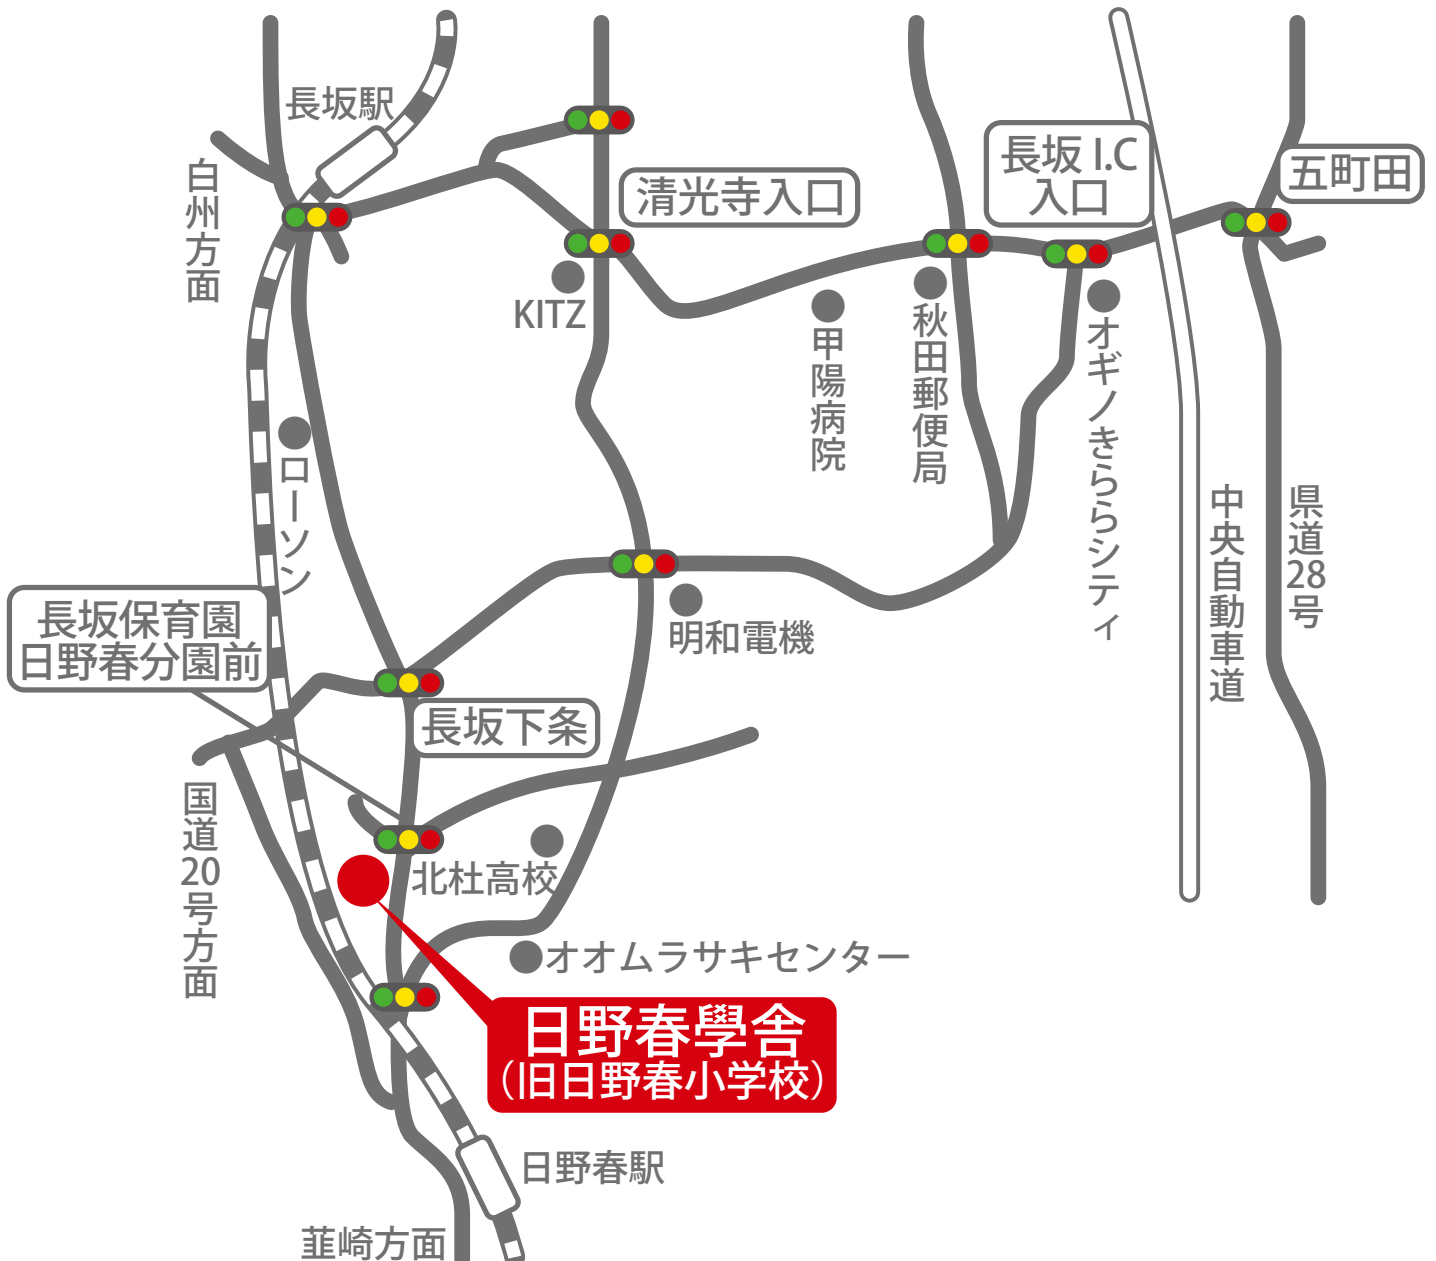 長坂駅
白州方面
清光寺入口
長坂 I.C
入口
五町田
KITZ
甲陽病院
秋田郵便局
オギノきららシティ
ローソン
中央自動車道
県道28号
長坂保育園
日野春分園前
明和電機
長坂下条
国道20号方面
北杜高校
オオムラサキセンター
日野春學舎
（旧日野春小学校）
日野春駅
韮崎方面